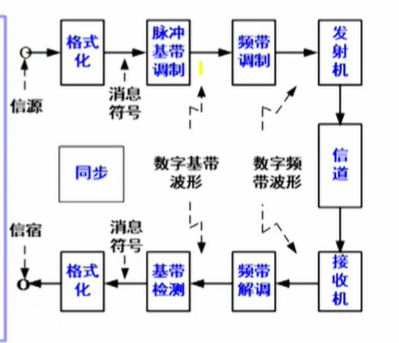 格式
化
脉冲
基带
调制
频带
调制
发
射
机
信源
消息
符号
同步
数字基带
波形
数字频
带波形
信
道
信宿
消息
符号
格式
化
基带
检测
频带
解调
接
收
机